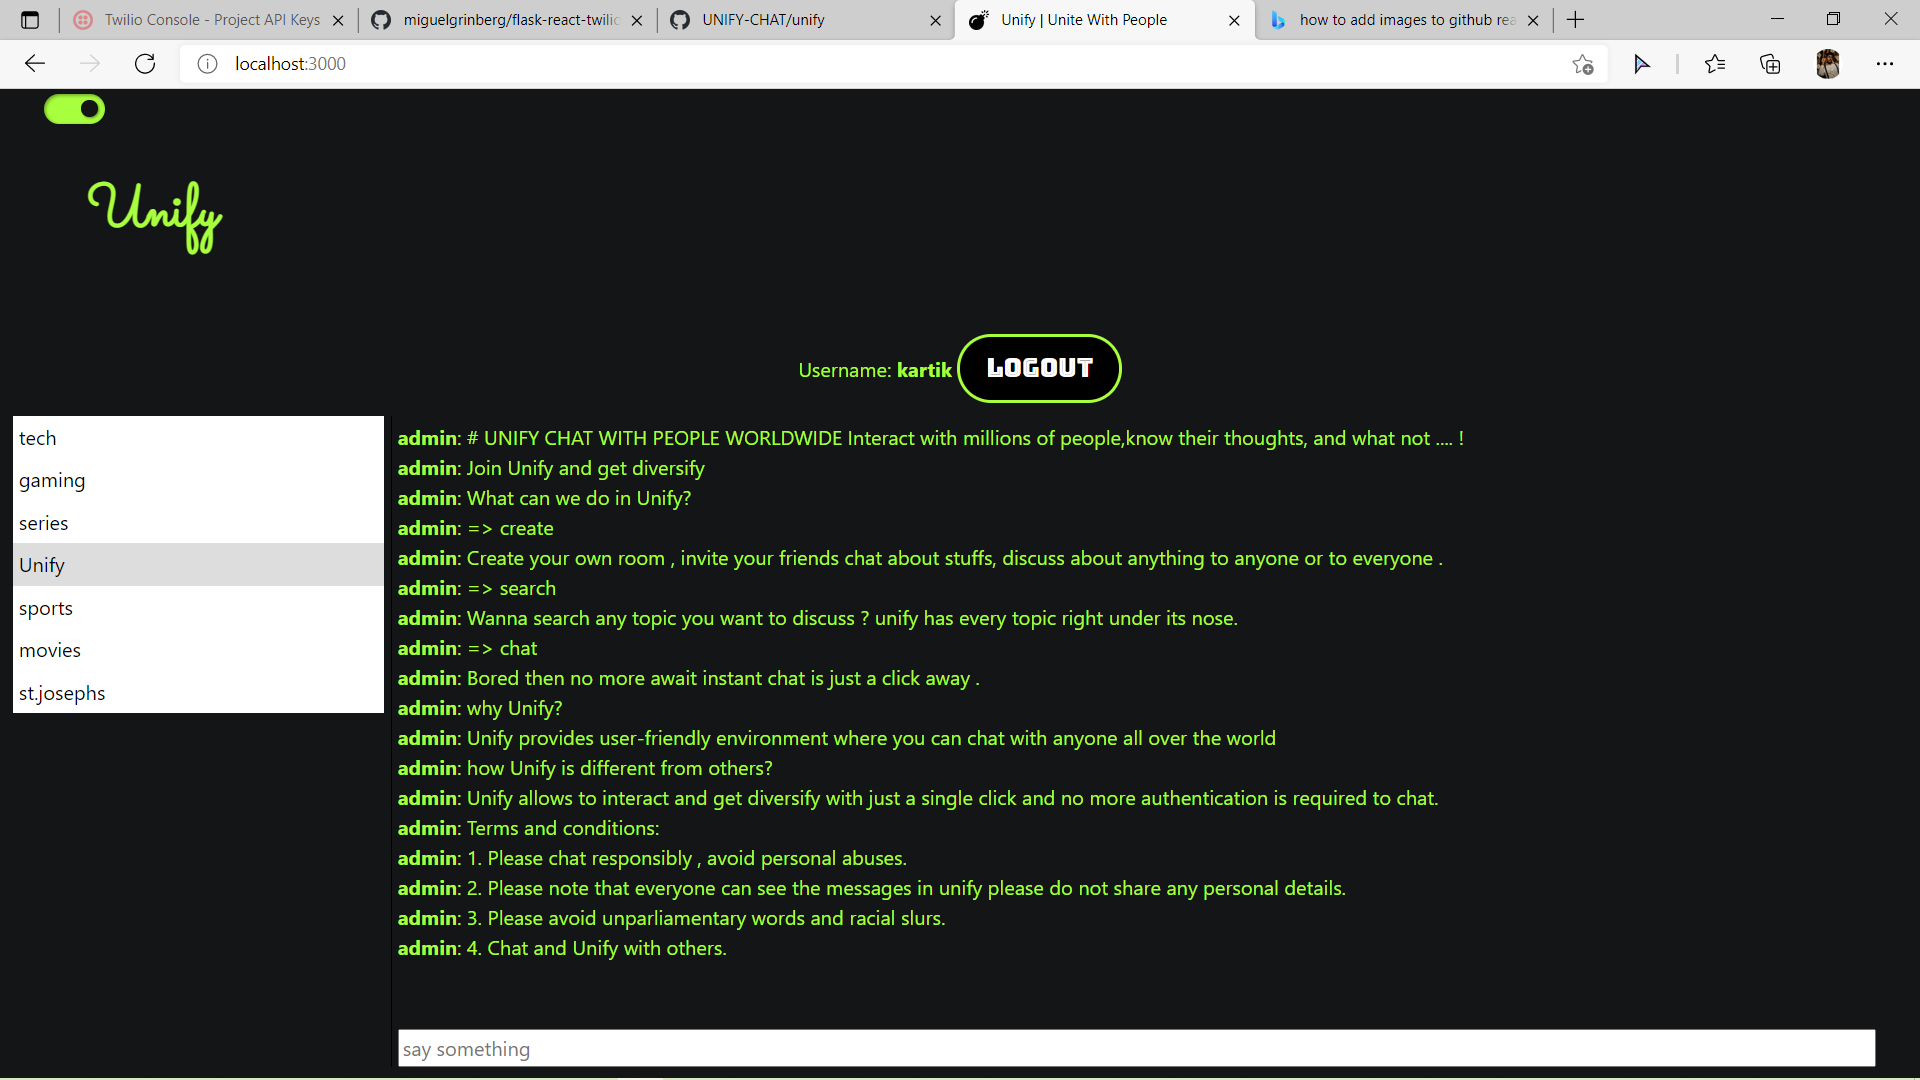 Twilio Console - Project API Keys
miguelgrinberg/flask-react-twilio
UNIFY-CHAT/unify
Unify | Unite With People
how to add images to github rea
localhost:3000
Unify
Username: kartik LOGOUT
tech
gaming
series
Unify
sports
movies
st.josephs
admin: # UNIFY CHAT WITH PEOPLE WORLDWIDE Interact with millions of people,know their thoughts, and what not .... !
admin: Join Unify and get diversify
admin: What can we do in Unify?
admin: => create
admin: Create your own room , invite your friends chat about stuffs, discuss about anything to anyone or to everyone .
admin: => search
admin: Wanna search any topic you want to discuss ? unify has every topic right under its nose.
admin: => chat
admin: Bored then no more await instant chat is just a click away .
admin: why Unify?
admin: Unify provides user-friendly environment where you can chat with anyone all over the world
admin: how Unify is different from others?
admin: Unify allows to interact and get diversify with just a single click and no more authentication is required to chat.
admin: Terms and conditions:
admin: 1. Please chat responsibly , avoid personal abuses.
admin: 2. Please note that everyone can see the messages in unify please do not share any personal details.
admin: 3. Please avoid unparliamentary words and racial slurs.
admin: 4. Chat and Unify with others.
say something